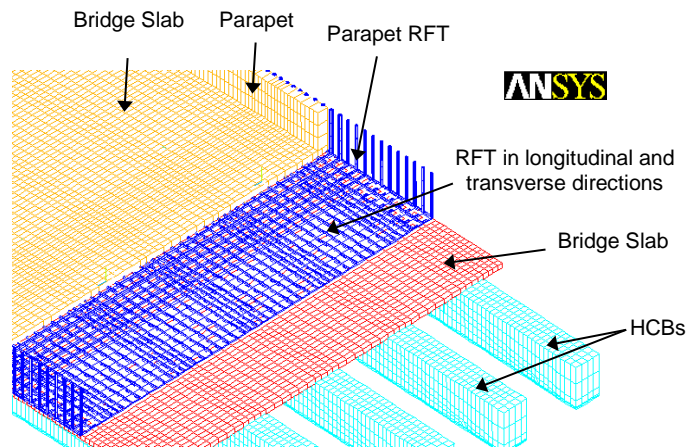 Bridge Slab
Parapet
Parapet RFT
ANSYS
RFT in longitudinal and
transverse directions
Bridge Slab
HCBs